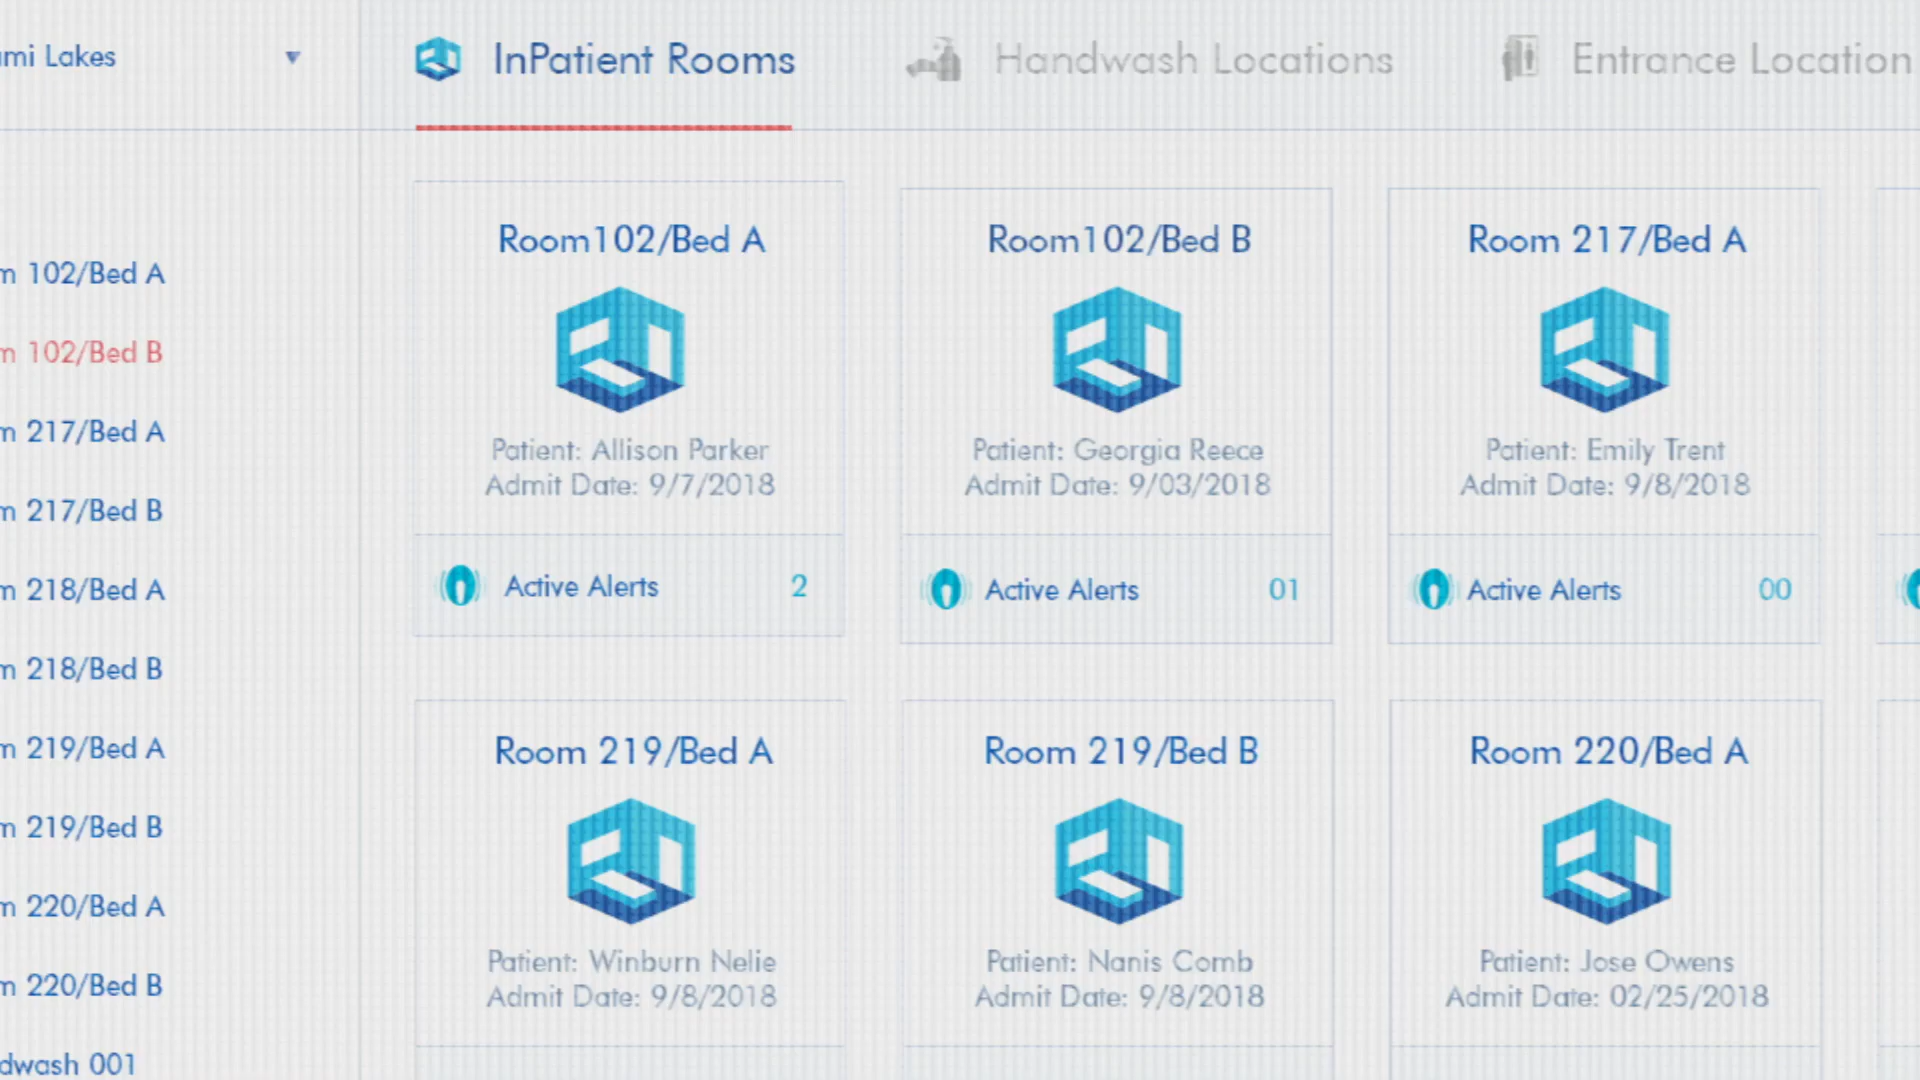 mi Lakes
InPatient Rooms
Handwash Locations
Entrance Location
102/Bed A
102/Bed B
217/Bed A
217/Bed B
218/Bed A
218/Bed B
219/Bed A
219/Bed B
220/Bed A
220/Bed B
dwash 001
Room102/Bed A
Patient: Allison Parker
Admit Date: 9/7/2018
Active Alerts 2
Room102/Bed B
Patient: Georgia Reece
Admit Date: 9/03/2018
Active Alerts 01
Room 217/Bed A
Patient: Emily Trent
Admit Date: 9/8/2018
Active Alerts 00
Room 219/Bed A
Patient: Winburn Nelie
Admit Date: 9/8/2018
Room 219/Bed B
Patient: Nanis Comb
Admit Date: 9/8/2018
Room 220/Bed A
Patient: Jose Owens
Admit Date: 02/25/2018